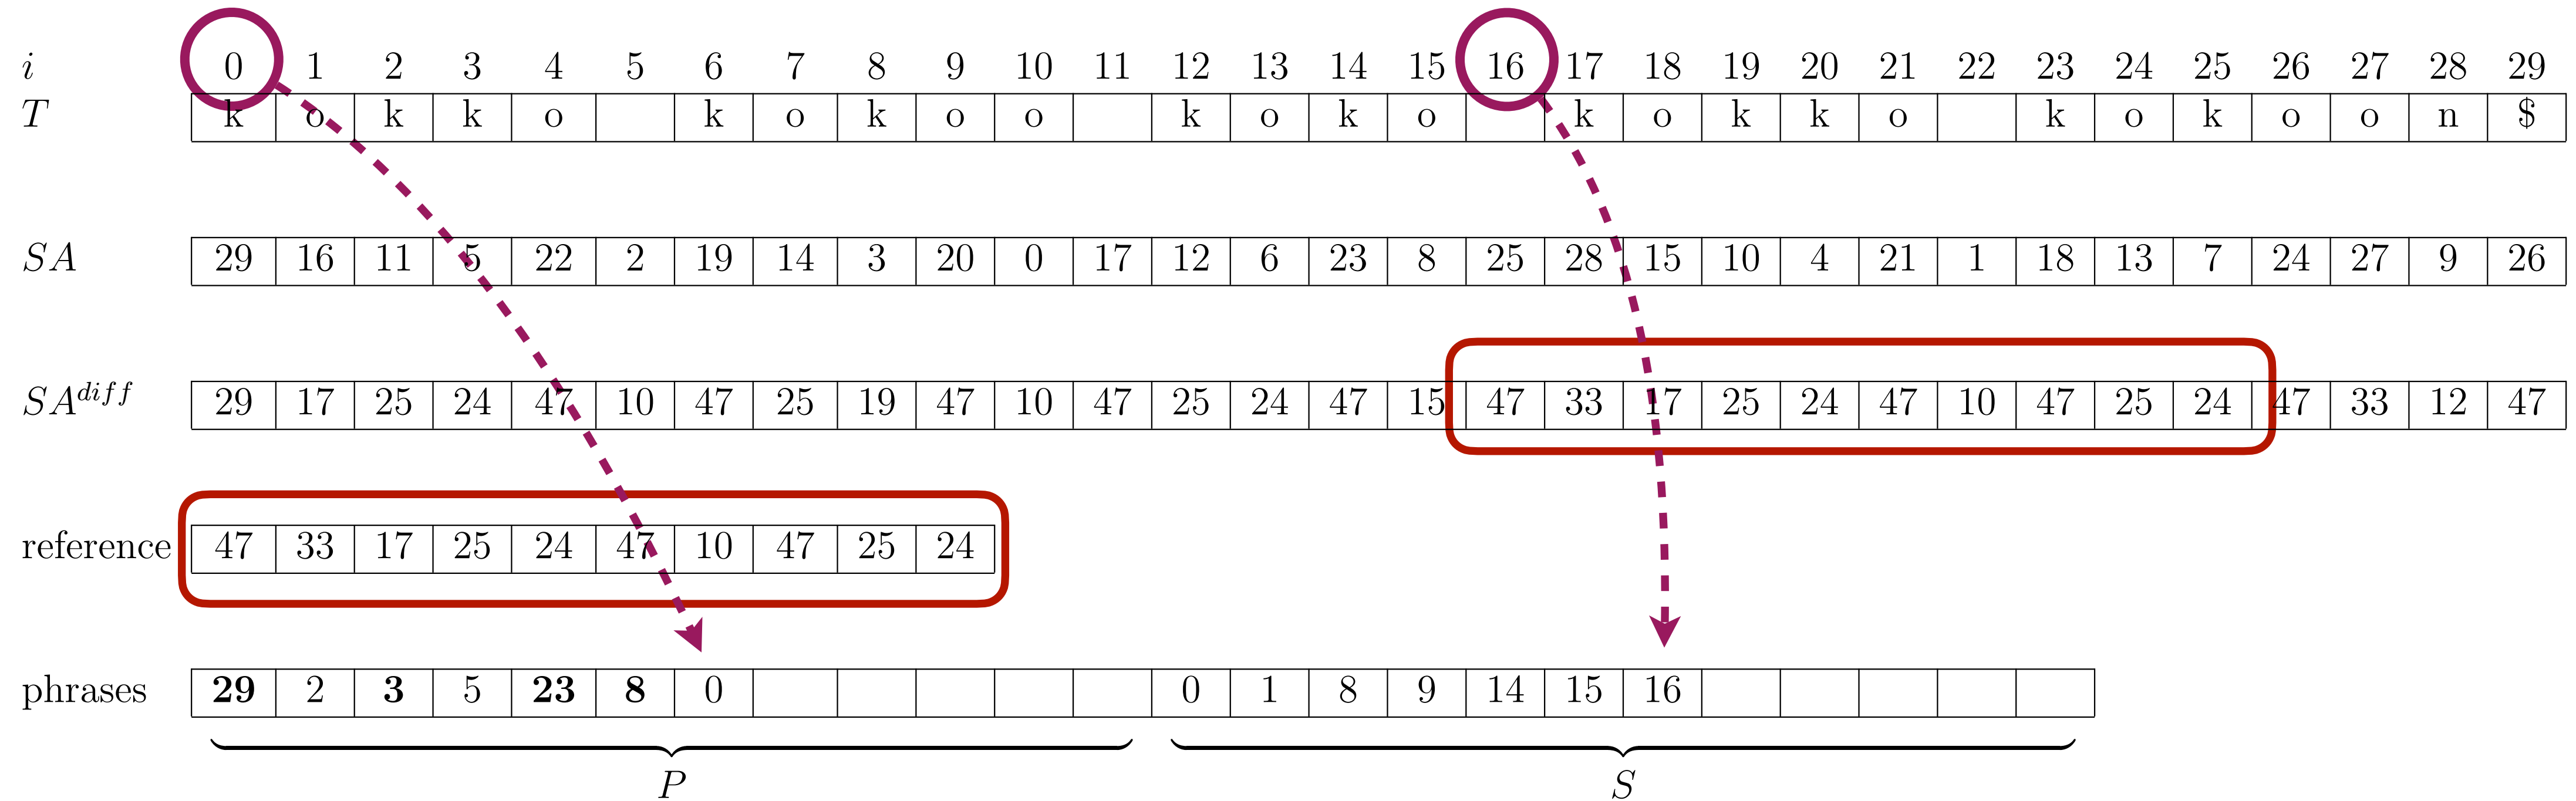 i 0 1 2 3 4 5 6 7 8 9 10 11 12 13 14 15 16 17 18 19 20 21 22 23 24 25 26 27 28 29
T k o k k o k o k o o k o k o k o k k o k o k o o n $
SA 29 16 11 5 22 2 19 14 3 20 0 17 12 6 23 8 25 28 15 10 4 21 1 18 13 7 24 27 9 26
SA^diff 29 17 25 24 47 10 47 25 19 47 10 47 25 24 47 15 47 33 17 25 24 47 10 47 25 24 47 33 12 47
reference 47 33 17 25 24 47 10 47 25 24
phrases 29 2 3 5 23 8 0 0 1 8 9 14 15 16
P S